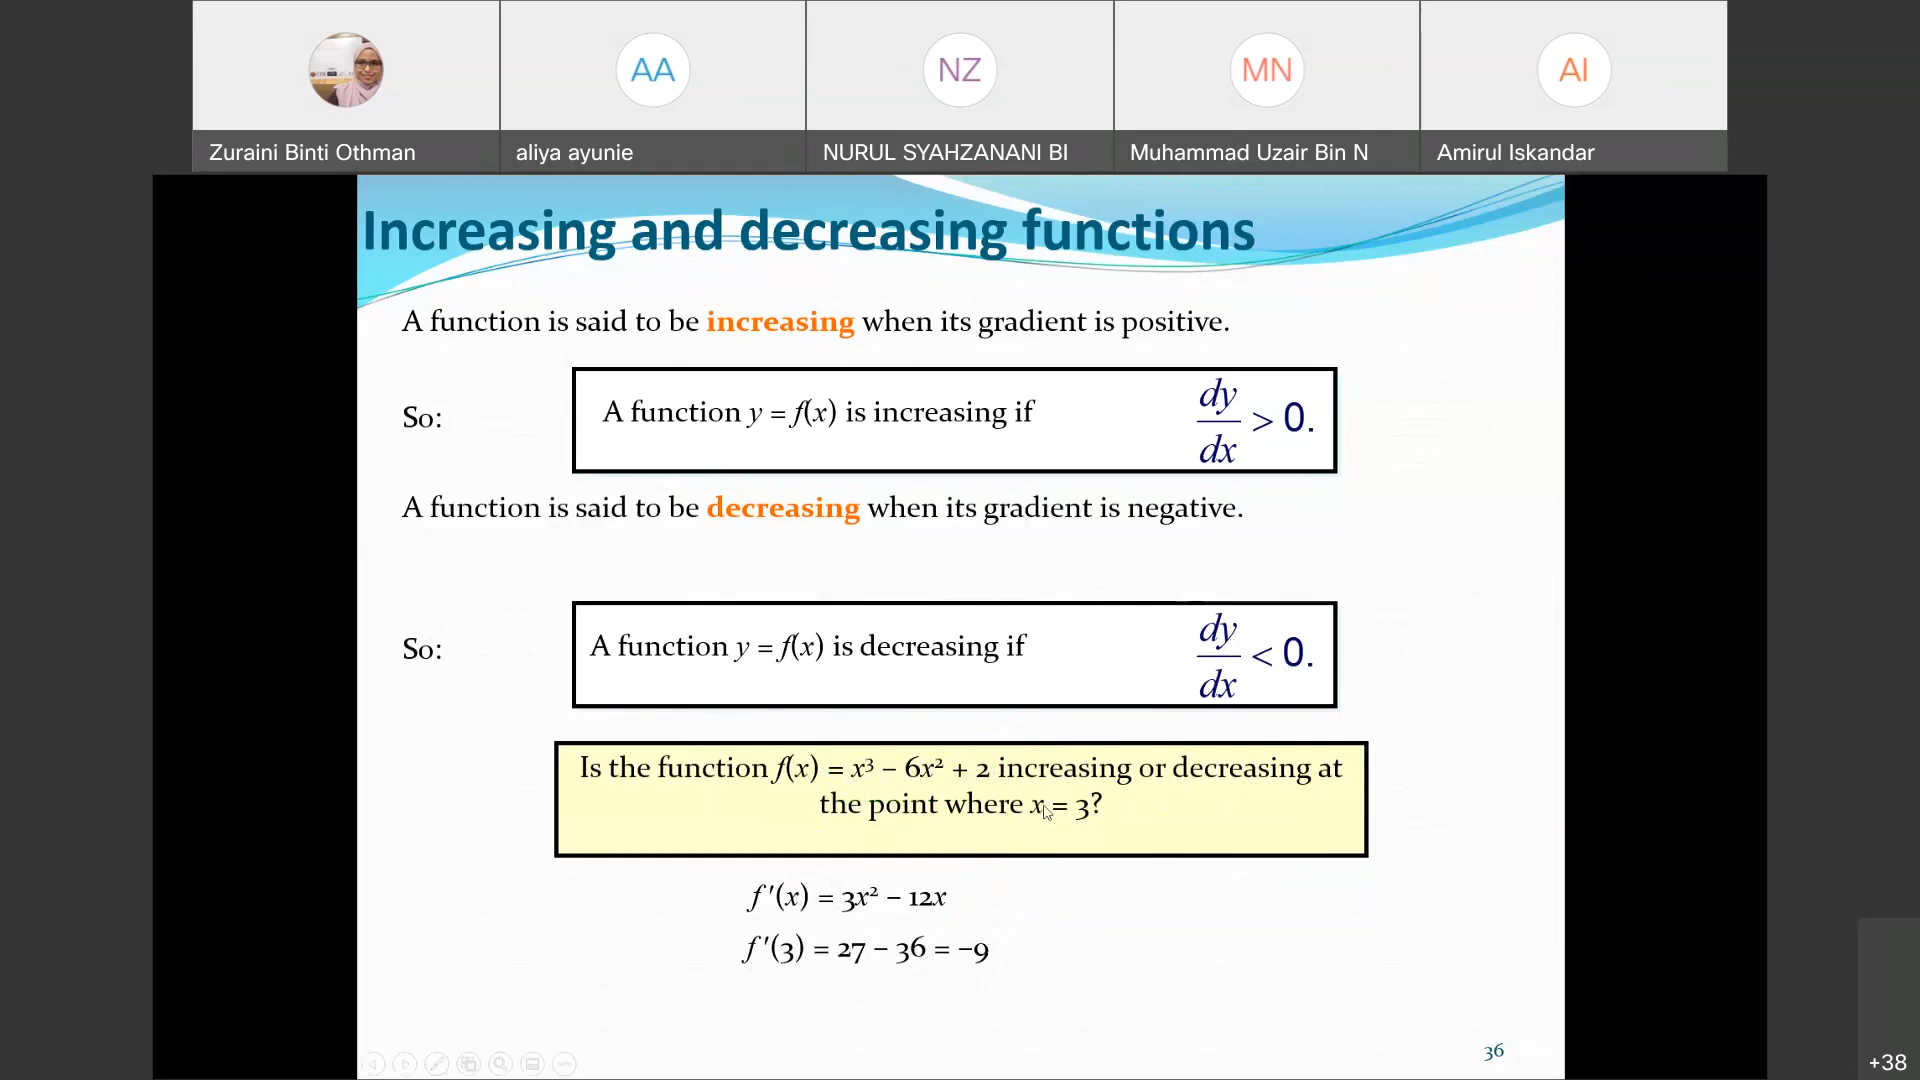 AA
NZ
MN
AI
Zuraini Binti Othman
aliya ayunie
NURUL SYAHZANANI BI
Muhammad Uzair Bin N
Amirul Iskandar
Increasing and decreasing functions
A function is said to be increasing when its gradient is positive.
So:
A function y = f(x) is increasing if dy/dx > 0.
A function is said to be decreasing when its gradient is negative.
So:
A function y = f(x) is decreasing if dy/dx < 0.
Is the function f(x) = x³ – 6x² + 2 increasing or decreasing at
the point where x = 3?
f ′(x) = 3x² – 12x
f ′(3) = 27 – 36 = –9
36
+38